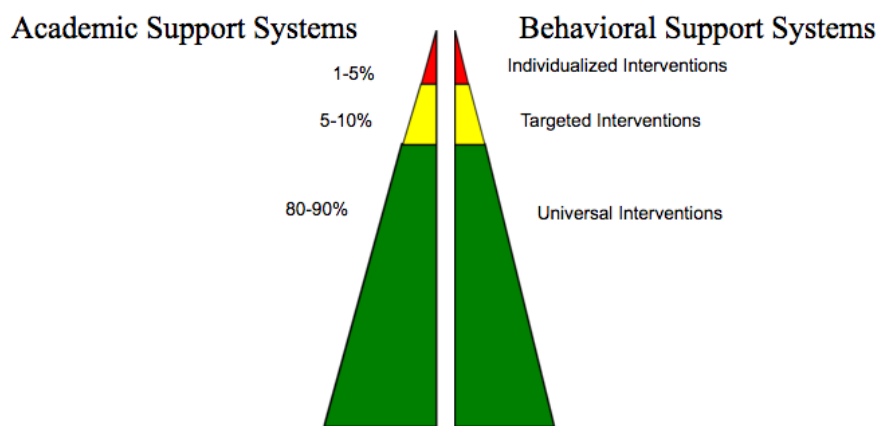 Academic Support Systems
Behavioral Support Systems
1-5%
Individualized Interventions
5-10%
Targeted Interventions
80-90%
Universal Interventions